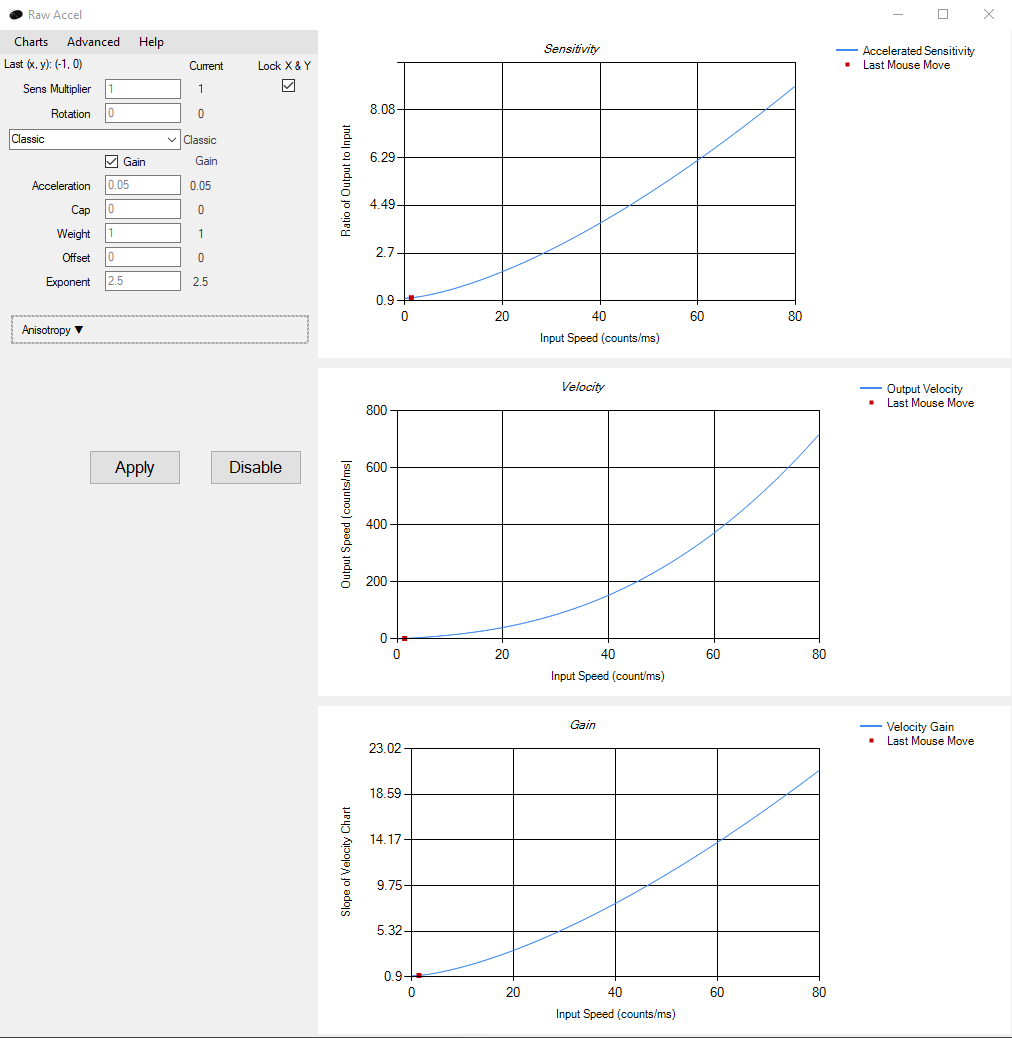 Raw Accel
Charts Advanced Help
Last (x, y): (-1, 0) Current Lock X & Y
Sens Multiplier 1 1
Rotation 0 0
Classic Classic
Gain Gain
Acceleration 0.05 0.05
Cap 0 0
Weight 1 1
Offset 0 0
Exponent 2.5 2.5
Anisotropy ▼
Apply Disable
Sensitivity
Accelerated Sensitivity
Last Mouse Move
Ratio of Output to Input
8.08
6.29
4.49
2.7
0.9
0 20 40 60 80
Input Speed (counts/ms)
Velocity
Output Velocity
Last Mouse Move
Output Speed (counts/ms)
800
600
400
200
0
0 20 40 60 80
Input Speed (count/ms)
Gain
Velocity Gain
Last Mouse Move
Slope of Velocity Chart
23.02
18.59
14.17
9.75
5.32
0.9
0 20 40 60 80
Input Speed (counts/ms)